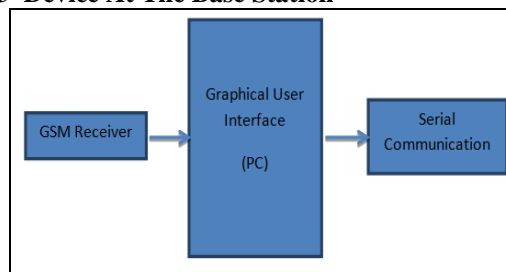 Device At The Base Station
GSM Receiver
Graphical User
Interface
(PC)
Serial
Communication